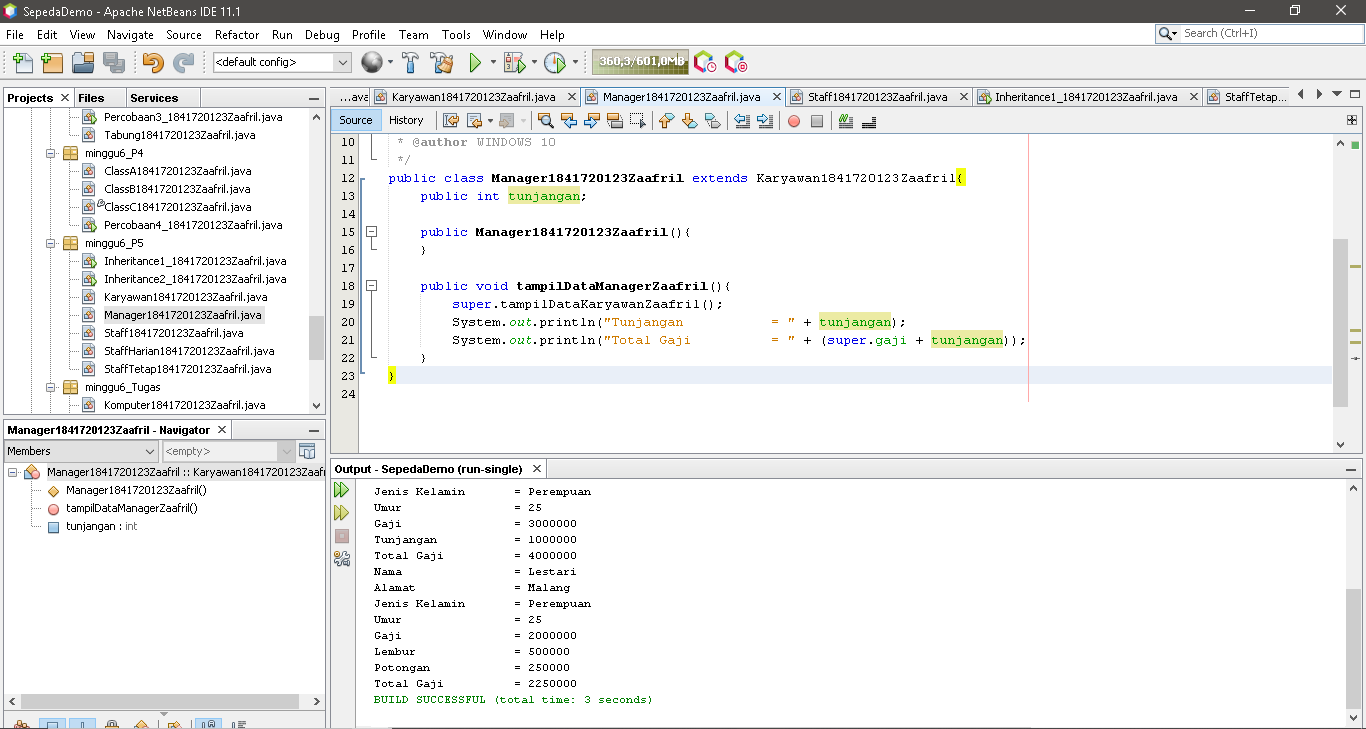 SepedaDemo - Apache NetBeans IDE 11.1
File Edit View Navigate Source Refactor Run Debug Profile Team Tools Window Help
Search (Ctrl+I)
<default config>
360,3/601,0MB
Projects Files Services
Percobaan3_1841720123Zaafril.java
Tabung1841720123Zaafril.java
minggu6_P4
ClassA1841720123Zaafril.java
ClassB1841720123Zaafril.java
ClassC1841720123Zaafril.java
Percobaan4_1841720123Zaafril.java
minggu6_P5
Inheritance1_1841720123Zaafril.java
Inheritance2_1841720123Zaafril.java
Karyawan1841720123Zaafril.java
Manager1841720123Zaafril.java
Staff1841720123Zaafril.java
StaffHarian1841720123Zaafril.java
StaffTetap1841720123Zaafril.java
minggu6_Tugas
Komputer1841720123Zaafril.java
Manager1841720123Zaafril - Navigator
Members <empty>
Manager1841720123Zaafril :: Karyawan1841720123Zaafri
Manager1841720123Zaafril()
tampilDataManagerZaafril()
tunjangan : int
...ava Karyawan1841720123Zaafril.java Manager1841720123Zaafril.java Staff1841720123Zaafril.java Inheritance1_1841720123Zaafril.java StaffTetap...
Source History
10 * @author WINDOWS 10
11 */
12 public class Manager1841720123Zaafril extends Karyawan1841720123Zaafril{
13 public int tunjangan;
14
15 public Manager1841720123Zaafril(){
16 }
17
18 public void tampilDataManagerZaafril(){
19 super.tampilDataKaryawanZaafril();
20 System.out.println("Tunjangan           = " + tunjangan);
21 System.out.println("Total Gaji          = " + (super.gaji + tunjangan));
22 }
23 }
24
Output - SepedaDemo (run-single)
Jenis Kelamin = Perempuan
Umur = 25
Gaji = 3000000
Tunjangan = 1000000
Total Gaji = 4000000
Nama = Lestari
Alamat = Malang
Jenis Kelamin = Perempuan
Umur = 25
Gaji = 2000000
Lembur = 500000
Potongan = 250000
Total Gaji = 2250000
BUILD SUCCESSFUL (total time: 3 seconds)